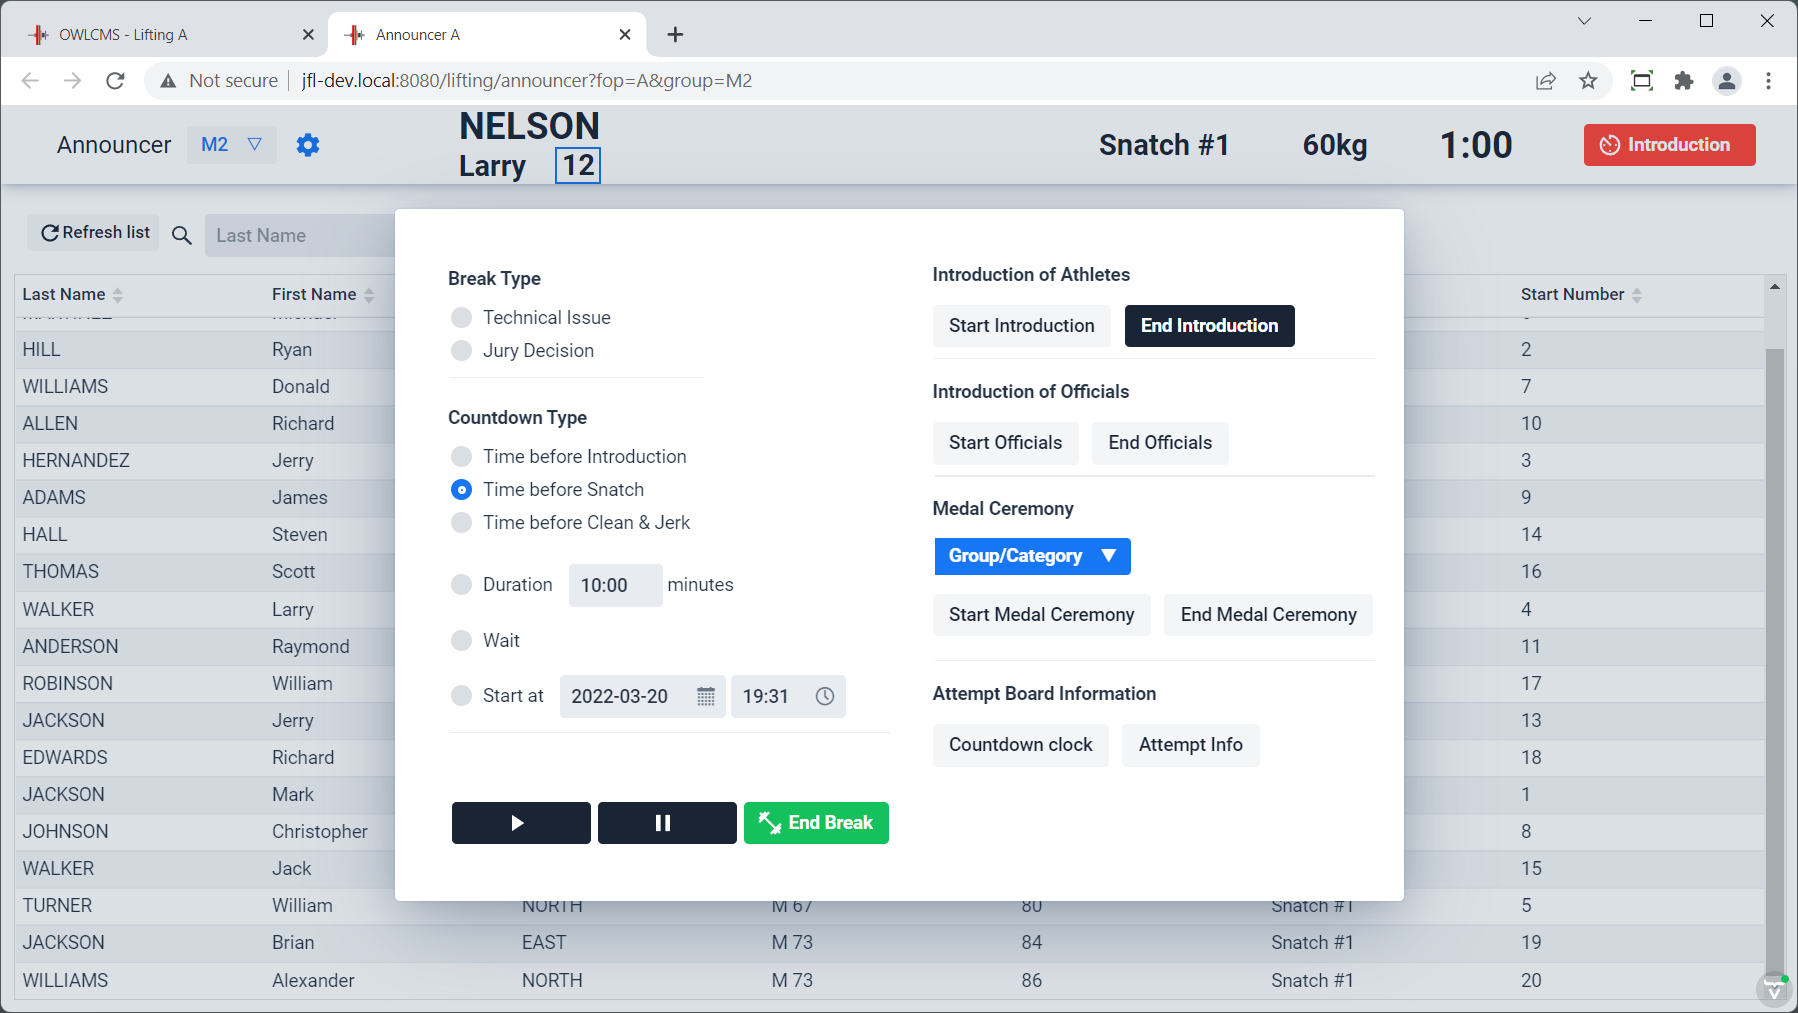 OWLCMS - Lifting A
Announcer A
Not secure
jfl-dev.local:8080/lifting/announcer?fop=A&group=M2
Announcer
M2
NELSON
Larry 12
Snatch #1
60kg
1:00
Introduction
Refresh list
Last Name
Last Name First Name Start Number
HILL Ryan 2
WILLIAMS Donald 7
ALLEN Richard 10
HERNANDEZ Jerry 3
ADAMS James 9
HALL Steven 14
THOMAS Scott 16
WALKER Larry 4
ANDERSON Raymond 11
ROBINSON William 17
JACKSON Jerry 13
EDWARDS Richard 18
JACKSON Mark 1
JOHNSON Christopher 8
WALKER Jack 15
TURNER William NORTH M 67 80 Snatch #1 5
JACKSON Brian EAST M 73 84 Snatch #1 19
WILLIAMS Alexander NORTH M 73 86 Snatch #1 20
Break Type
Technical Issue
Jury Decision
Countdown Type
Time before Introduction
Time before Snatch
Time before Clean & Jerk
Duration 10:00 minutes
Wait
Start at 2022-03-20 19:31
End Break
Introduction of Athletes
Start Introduction End Introduction
Introduction of Officials
Start Officials End Officials
Medal Ceremony
Group/Category
Start Medal Ceremony End Medal Ceremony
Attempt Board Information
Countdown clock Attempt Info